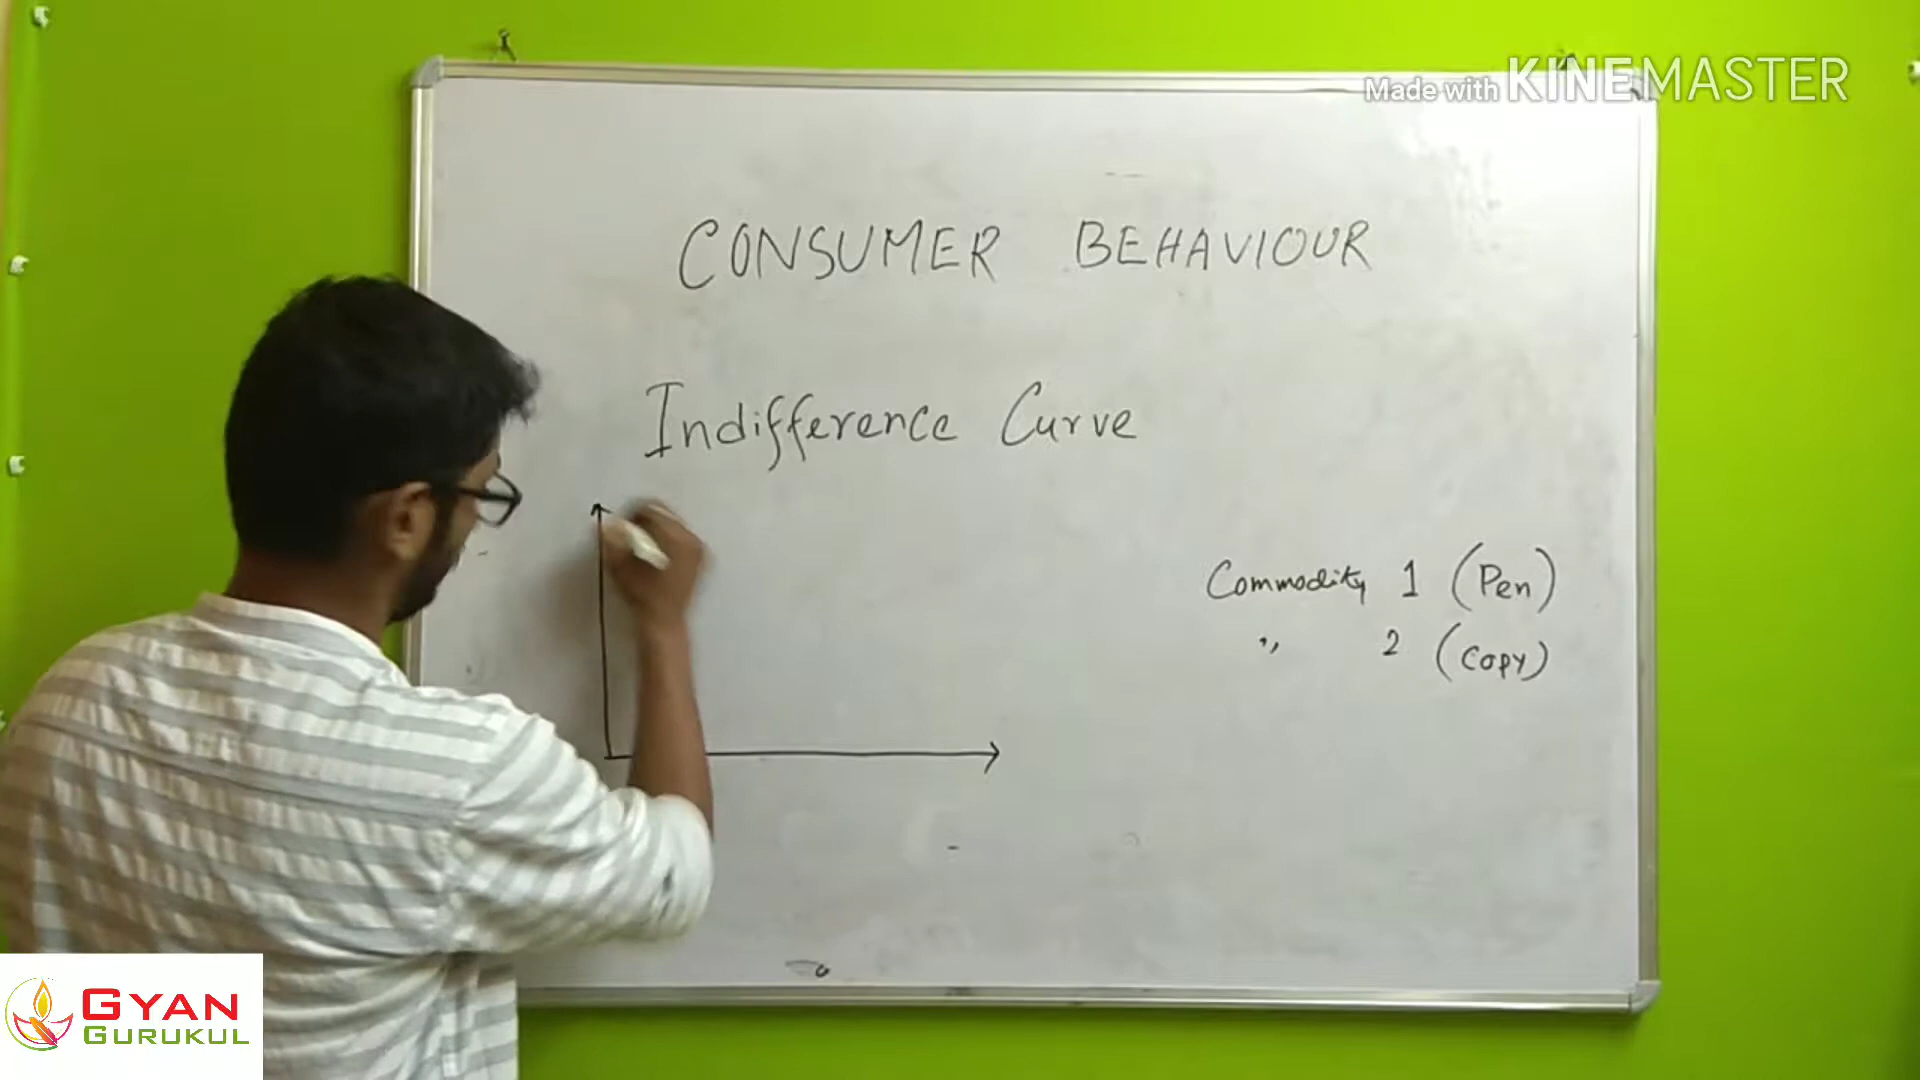 Made with KINEMASTER
CONSUMER BEHAVIOUR
Indifference Curve
Commodity 1 (Pen)
" 2 (Copy)
GYAN
GURUKUL